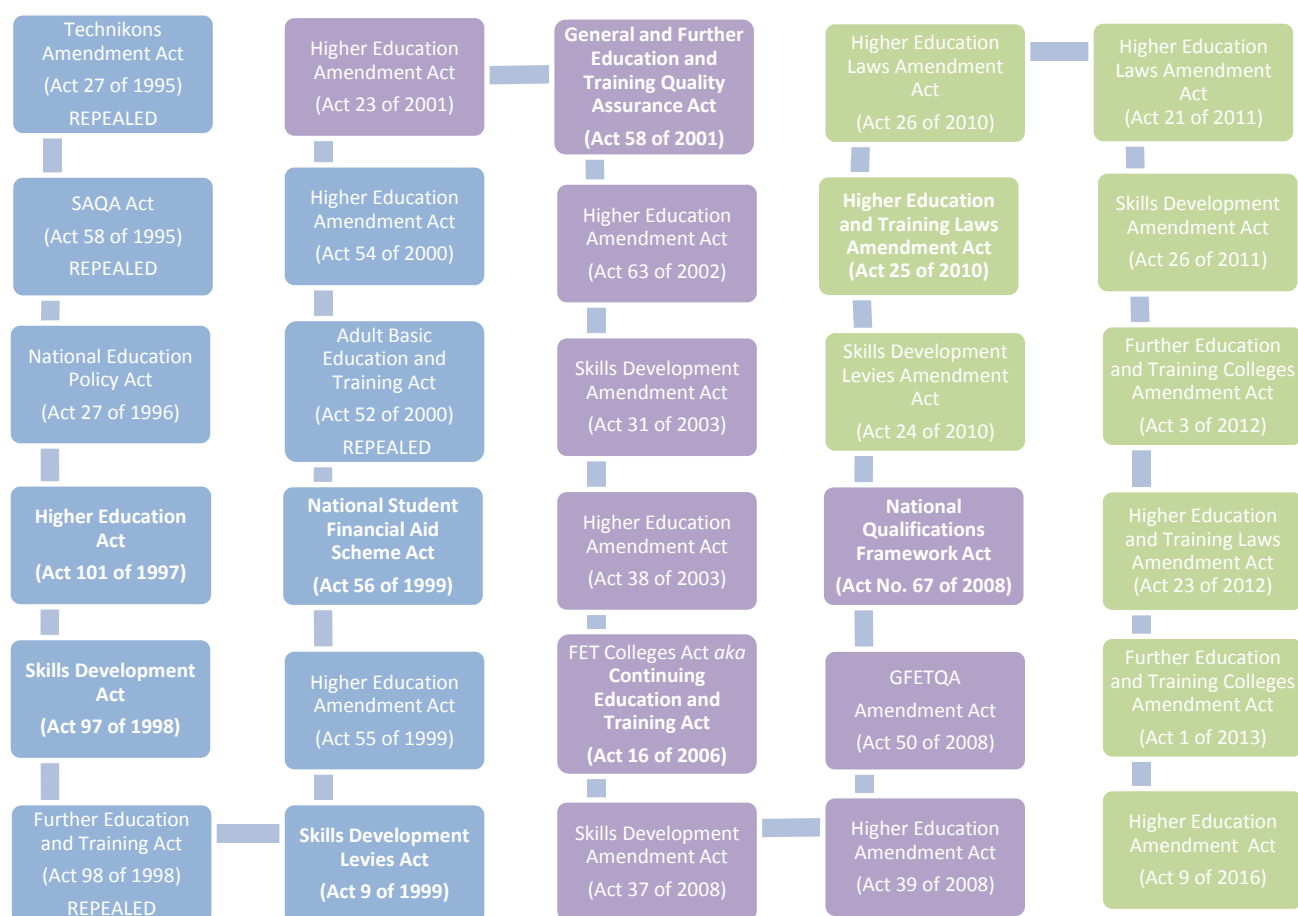 Technikons
Amendment Act
(Act 27 of 1995)
REPEALED
SAQA Act
(Act 58 of 1995)
REPEALED
National Education
Policy Act
(Act 27 of 1996)
Higher Education
Act
(Act 101 of 1997)
Skills Development
Act
(Act 97 of 1998)
Further Education
and Training Act
(Act 98 of 1998)
REPEALED
Higher Education
Amendment Act
(Act 23 of 2001)
Higher Education
Amendment Act
(Act 54 of 2000)
Adult Basic
Education and
Training Act
(Act 52 of 2000)
REPEALED
National Student
Financial Aid
Scheme Act
(Act 56 of 1999)
Higher Education
Amendment Act
(Act 55 of 1999)
Skills Development
Levies Act
(Act 9 of 1999)
General and Further
Education and
Training Quality
Assurance Act
(Act 58 of 2001)
Higher Education
Amendment Act
(Act 63 of 2002)
Skills Development
Amendment Act
(Act 31 of 2003)
Higher Education
Amendment Act
(Act 38 of 2003)
FET Colleges Act aka
Continuing
Education and
Training Act
(Act 16 of 2006)
Skills Development
Amendment Act
(Act 37 of 2008)
Higher Education
Laws Amendment
Act
(Act 26 of 2010)
Higher Education
and Training Laws
Amendment Act
(Act 25 of 2010)
Skills Development
Levies Amendment
Act
(Act 24 of 2010)
National
Qualifications
Framework Act
(Act No. 67 of 2008)
GFETQA
Amendment Act
(Act 50 of 2008)
Higher Education
Amendment Act
(Act 39 of 2008)
Higher Education
Laws Amendment
Act
(Act 21 of 2011)
Skills Development
Amendment Act
(Act 26 of 2011)
Further Education
and Training Colleges
Amendment Act
(Act 3 of 2012)
Higher Education
and Training Laws
Amendment Act
(Act 23 of 2012)
Further Education
and Training Colleges
Amendment Act
(Act 1 of 2013)
Higher Education
Amendment Act
(Act 9 of 2016)